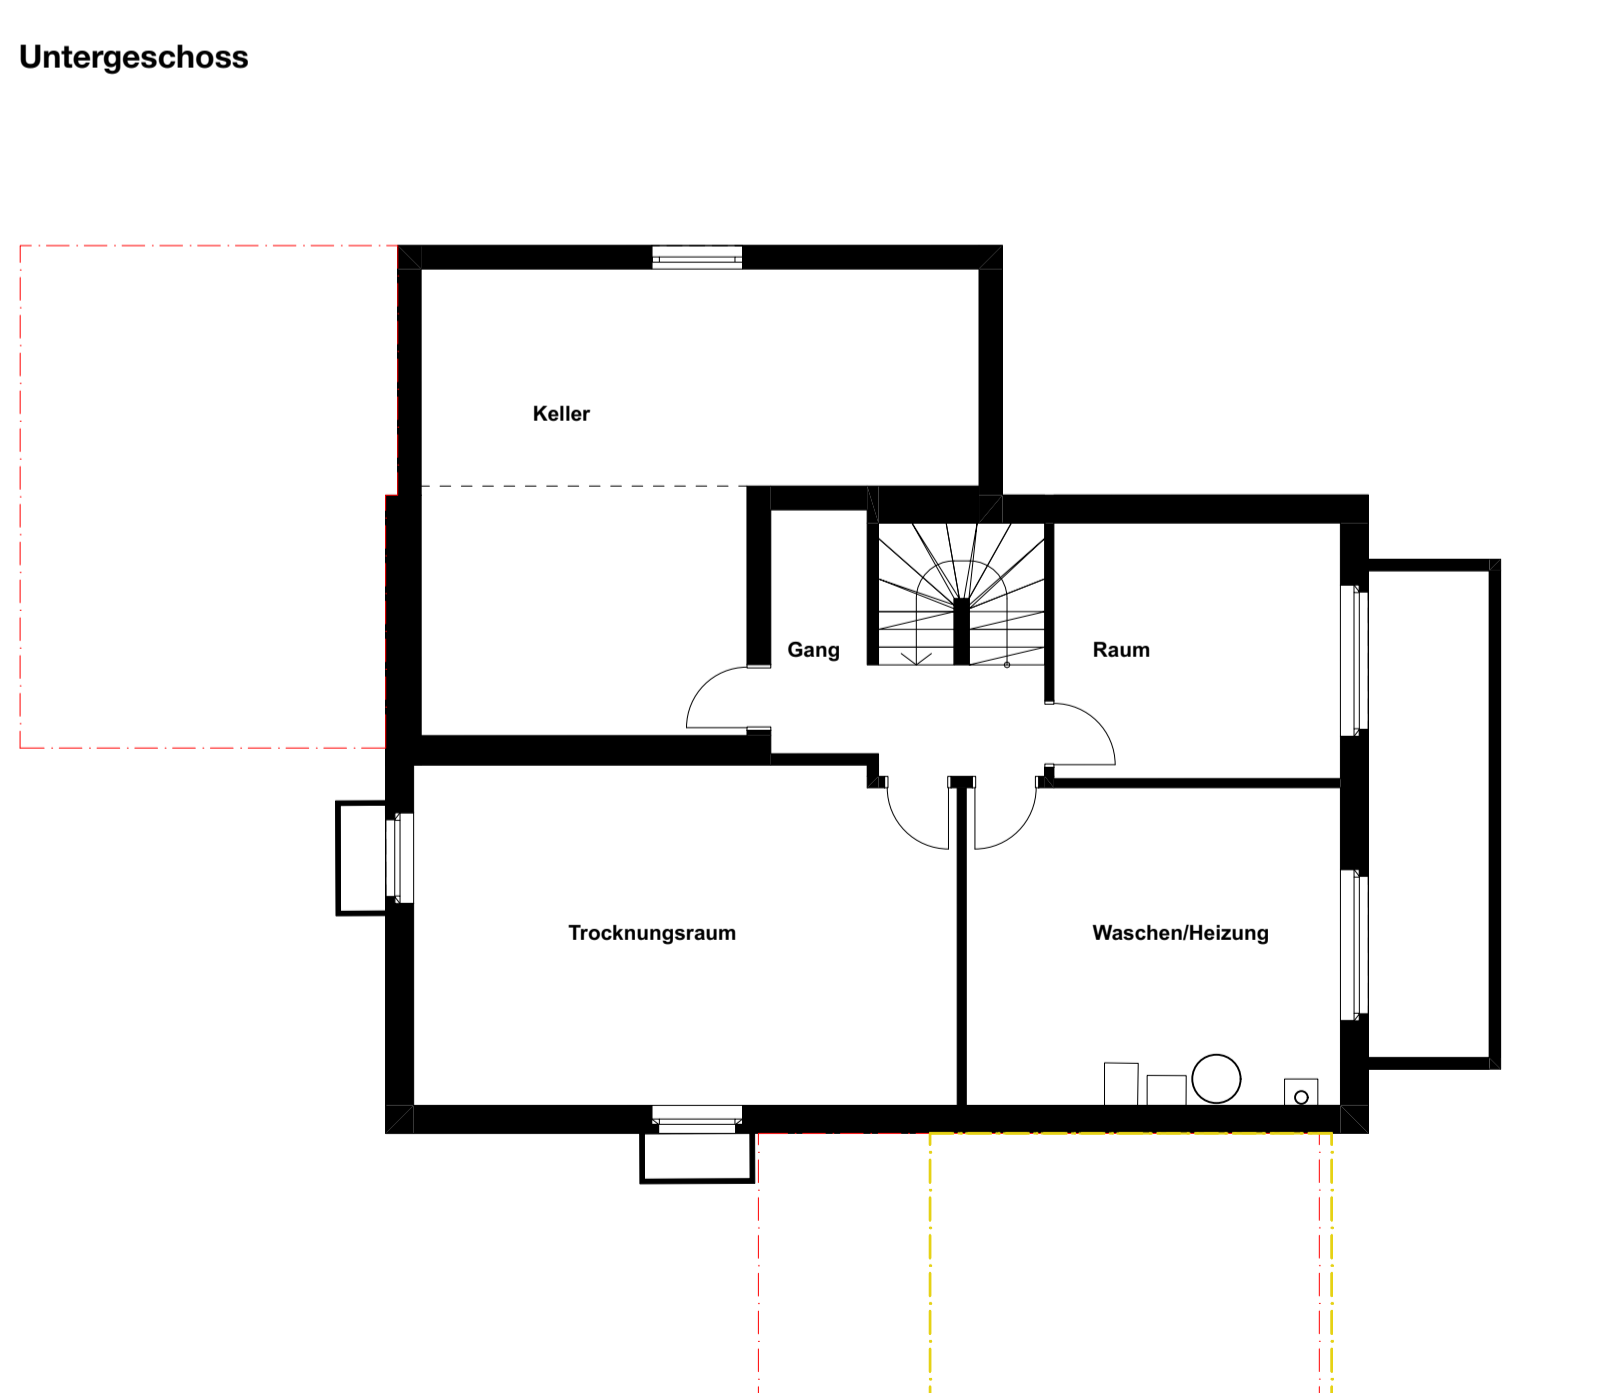 Untergeschoss
Keller
Gang
Raum
Trocknungsraum
Waschen/Heizung